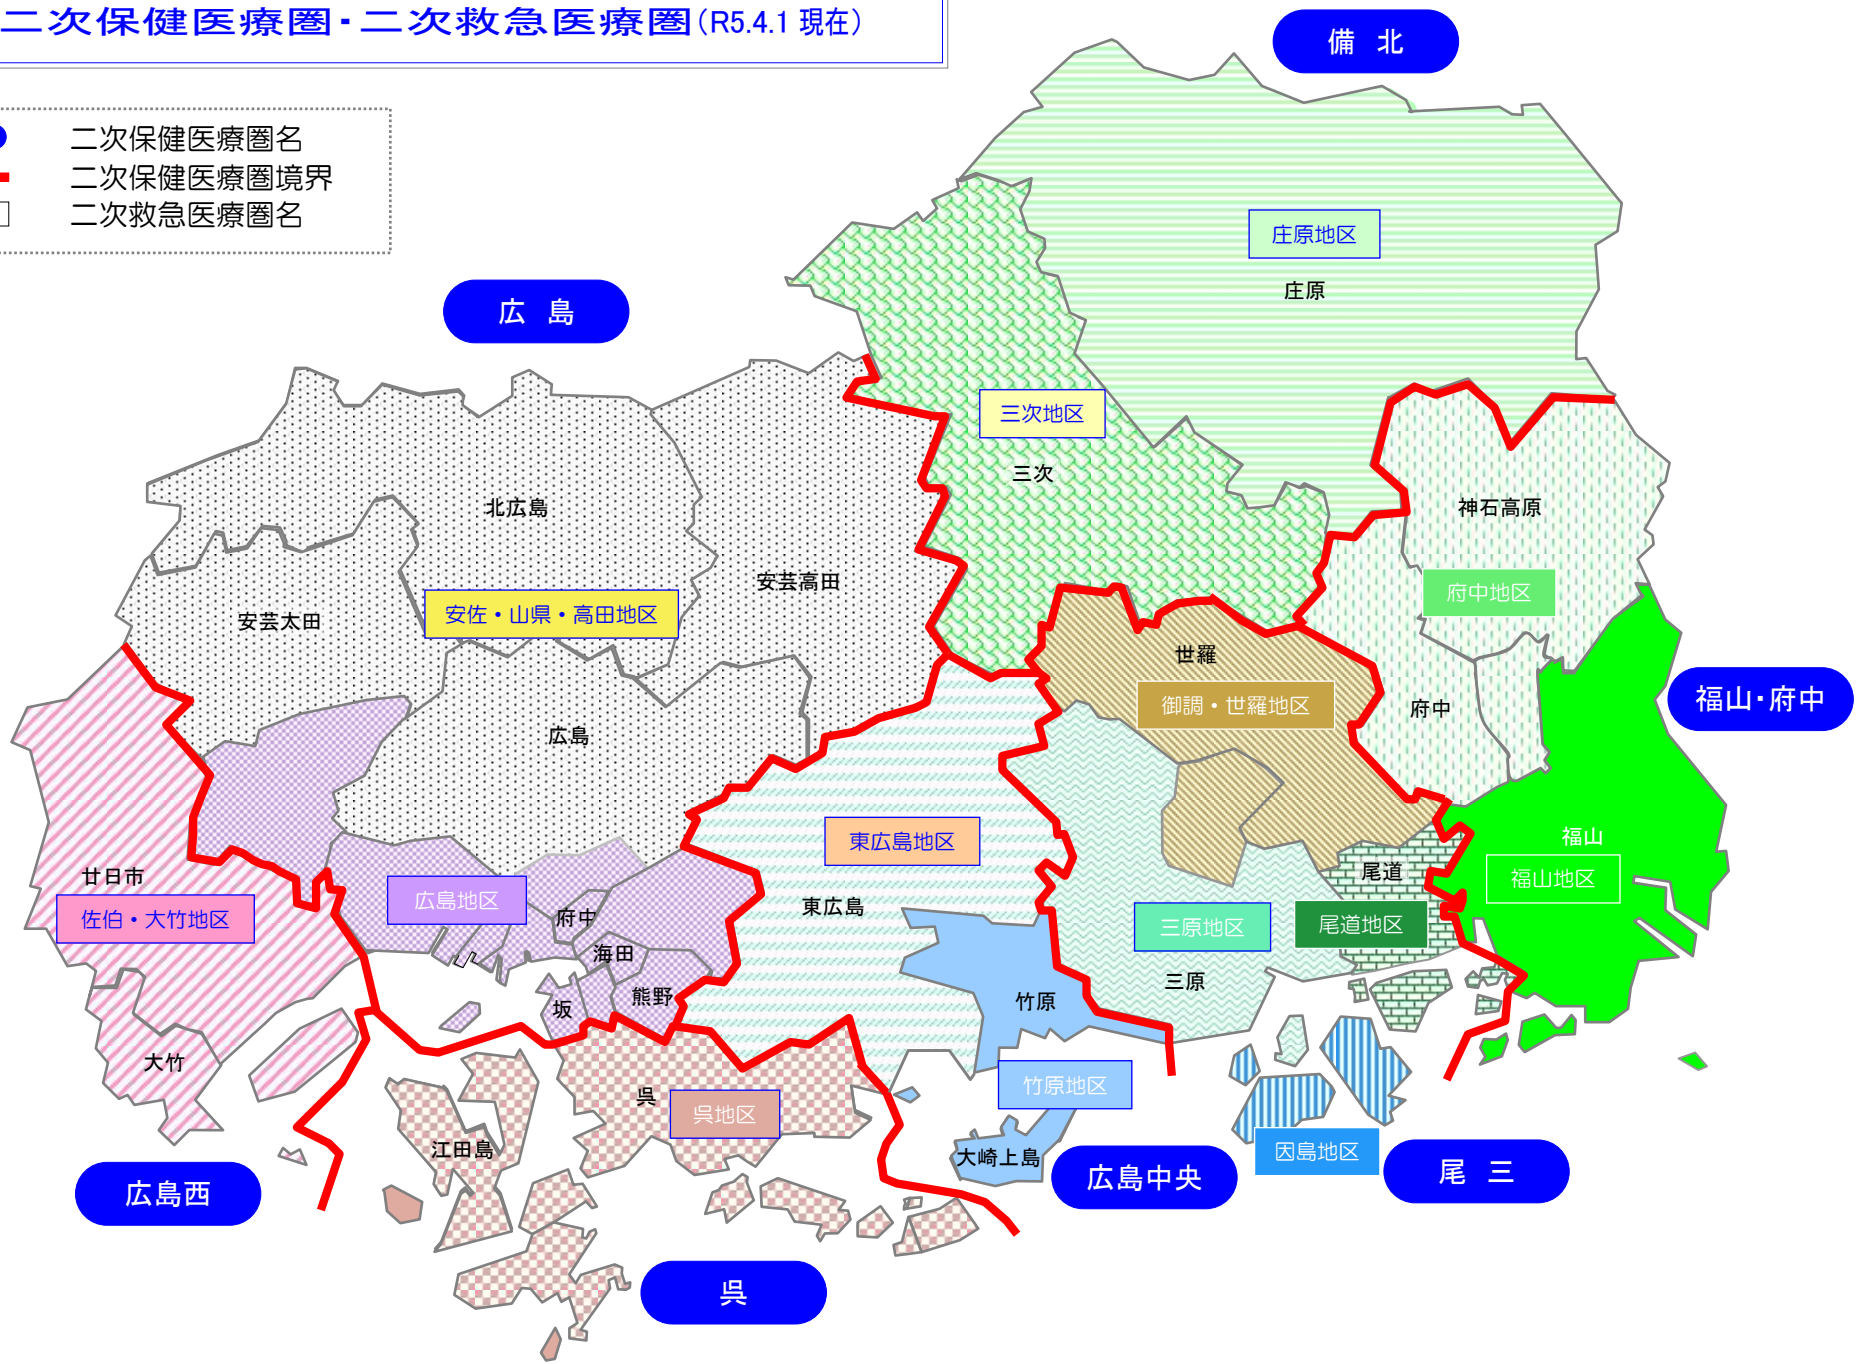 二次保健医療圏・二次救急医療圏(R5.4.1 現在)
二次保健医療圏名
二次保健医療圏境界
二次救急医療圏名
備 北
庄原地区
庄原
広 島
三次地区
三次
北広島
神石高原
安芸高田
府中地区
安佐・山県・高田地区
安芸太田
世羅
御調・世羅地区
福山・府中
府中
広島
東広島地区
福山
尾道
廿日市
福山地区
広島地区
東広島
佐伯・大竹地区
府中
三原地区
尾道地区
海田
三原
熊野
竹原
坂
大竹
竹原地区
呉
呉地区
江田島
因島地区
大崎上島
尾 三
広島中央
広島西
呉